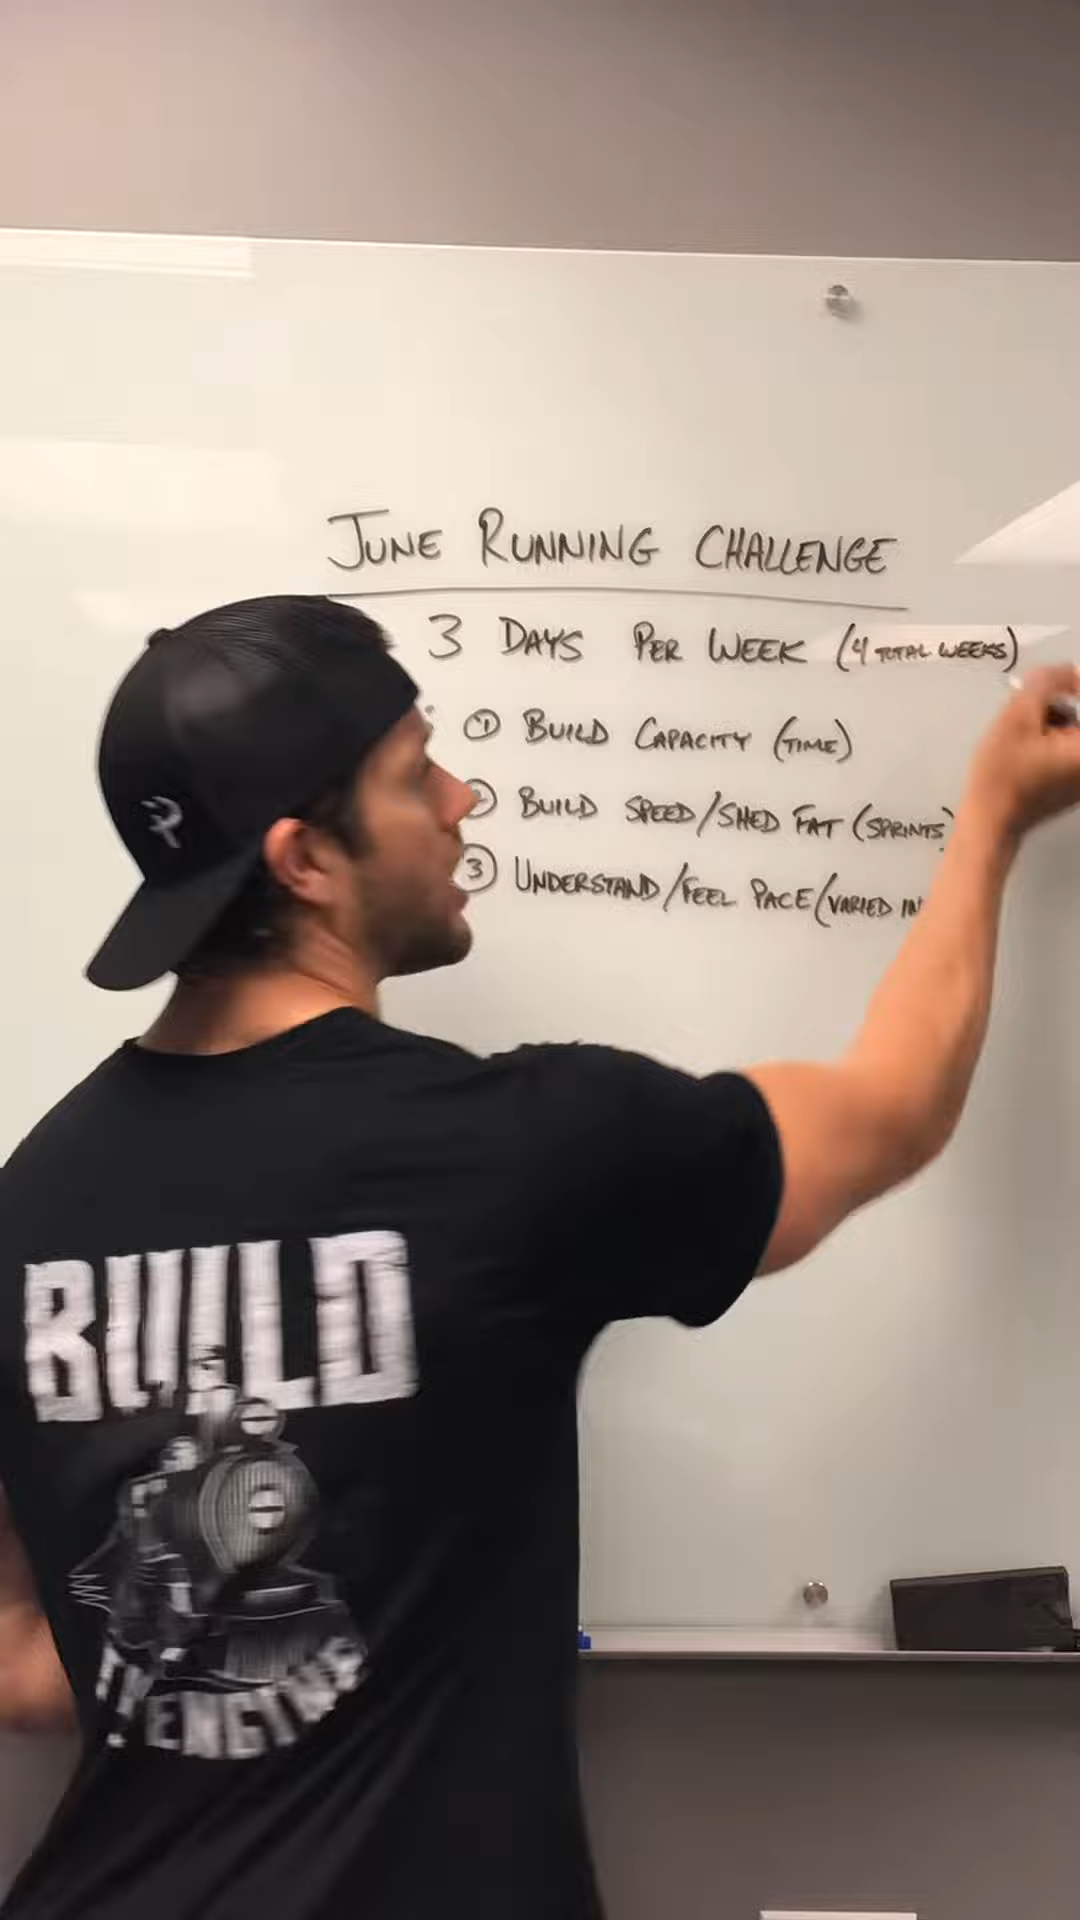 JUNE RUNNING CHALLENGE
3 DAYS PER WEEK (4 TOTAL WEEKS)
① BUILD CAPACITY (TIME)
② BUILD SPEED/SHED FAT (SPRINTS)
③ UNDERSTAND/FEEL PACE (VARIED
BUILD